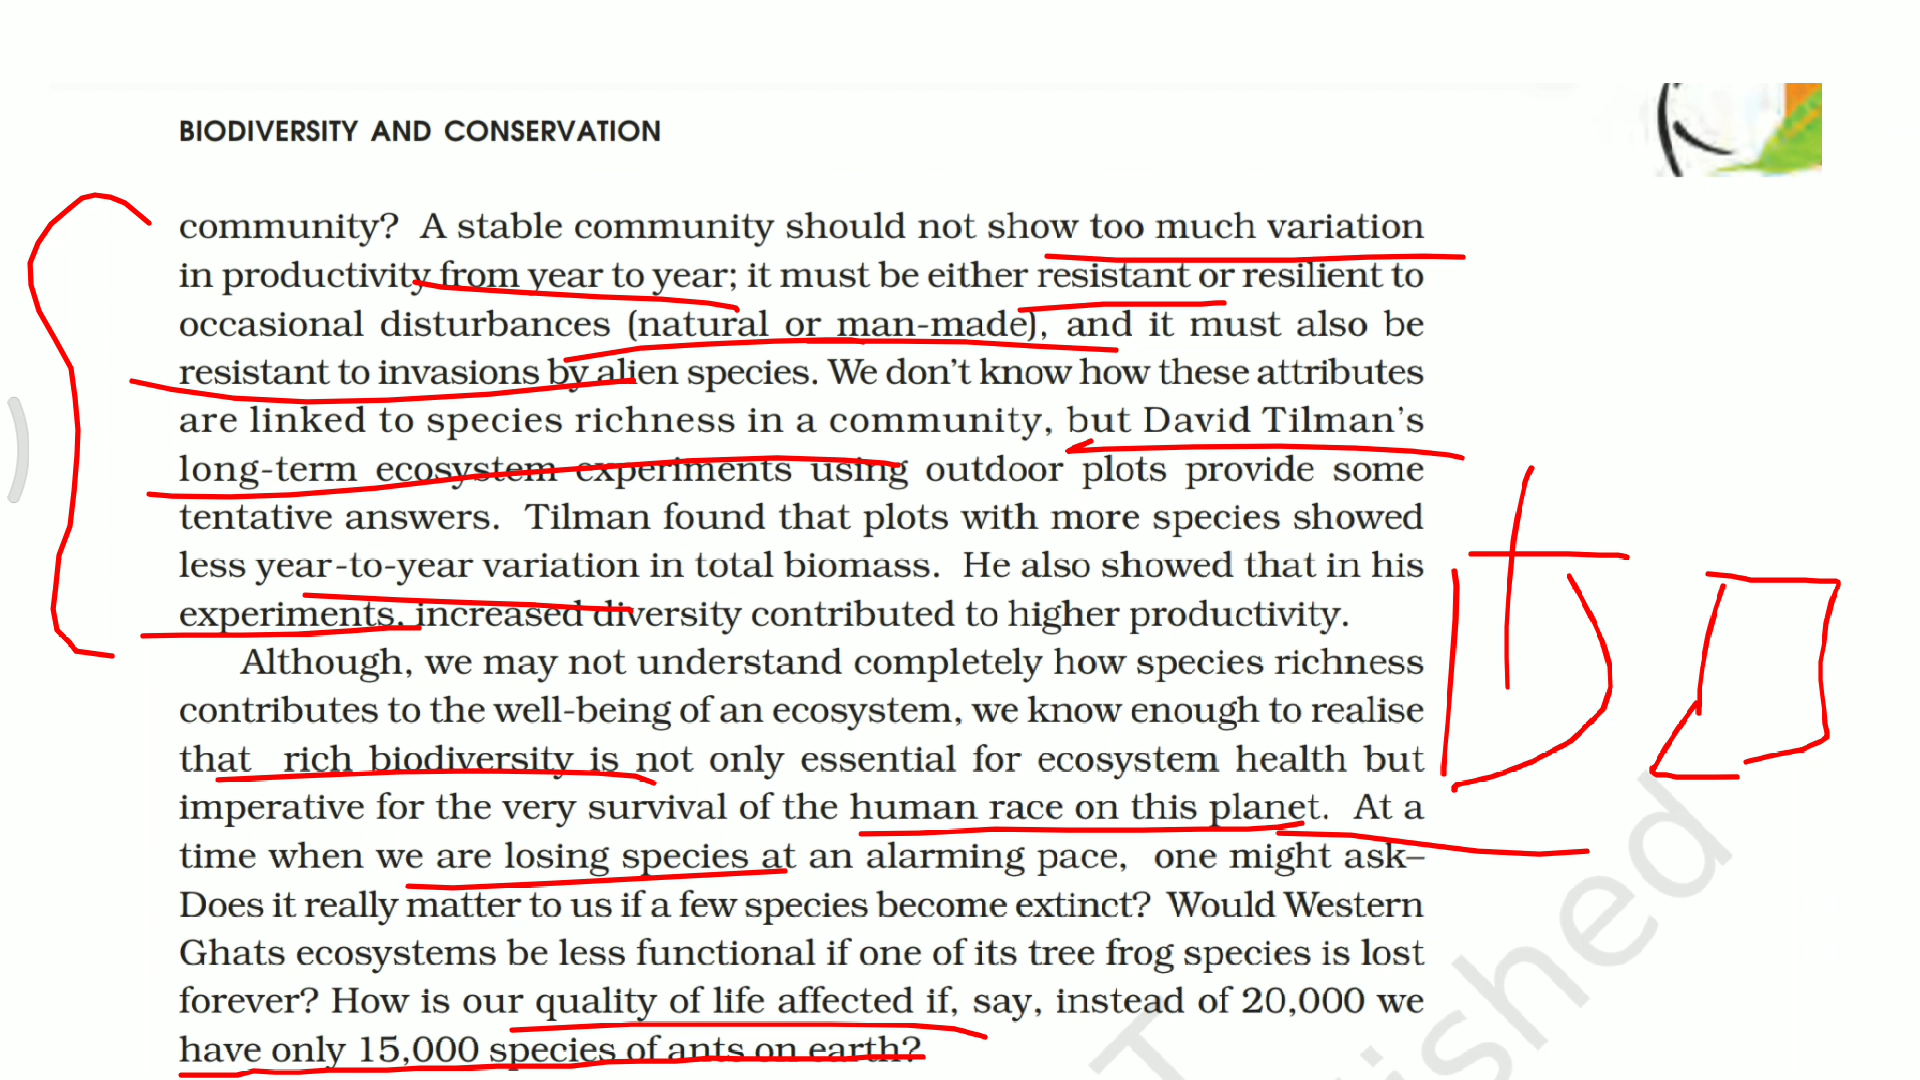 BIODIVERSITY AND CONSERVATION
community? A stable community should not show too much variation
in productivity from year to year; it must be either resistant or resilient to
occasional disturbances (natural or man-made), and it must also be
resistant to invasions by alien species. We don’t know how these attributes
are linked to species richness in a community, but David Tilman’s
long-term ecosystem experiments using outdoor plots provide some
tentative answers. Tilman found that plots with more species showed
less year-to-year variation in total biomass. He also showed that in his
experiments, increased diversity contributed to higher productivity.
Although, we may not understand completely how species richness
contributes to the well-being of an ecosystem, we know enough to realise
that rich biodiversity is not only essential for ecosystem health but
imperative for the very survival of the human race on this planet. At a
time when we are losing species at an alarming pace, one might ask–
Does it really matter to us if a few species become extinct? Would Western
Ghats ecosystems be less functional if one of its tree frog species is lost
forever? How is our quality of life affected if, say, instead of 20,000 we
have only 15,000 species of ants on earth?